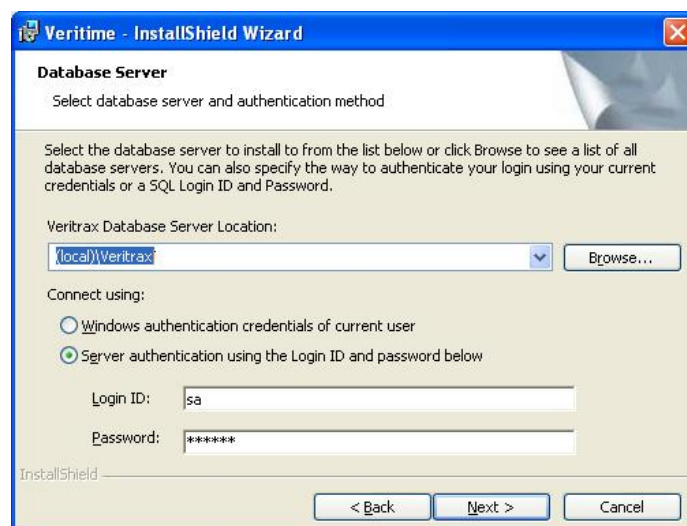 Veritime - InstallShield Wizard
Database Server
Select database server and authentication method
Select the database server to install to from the list below or click Browse to see a list of all
database servers. You can also specify the way to authenticate your login using your current
credentials or a SQL Login ID and Password.
Veritrax Database Server Location:
(local)\Veritrax
Browse...
Connect using:
Windows authentication credentials of current user
Server authentication using the Login ID and password below
Login ID:
sa
Password:
******
InstallShield
< Back
Next >
Cancel